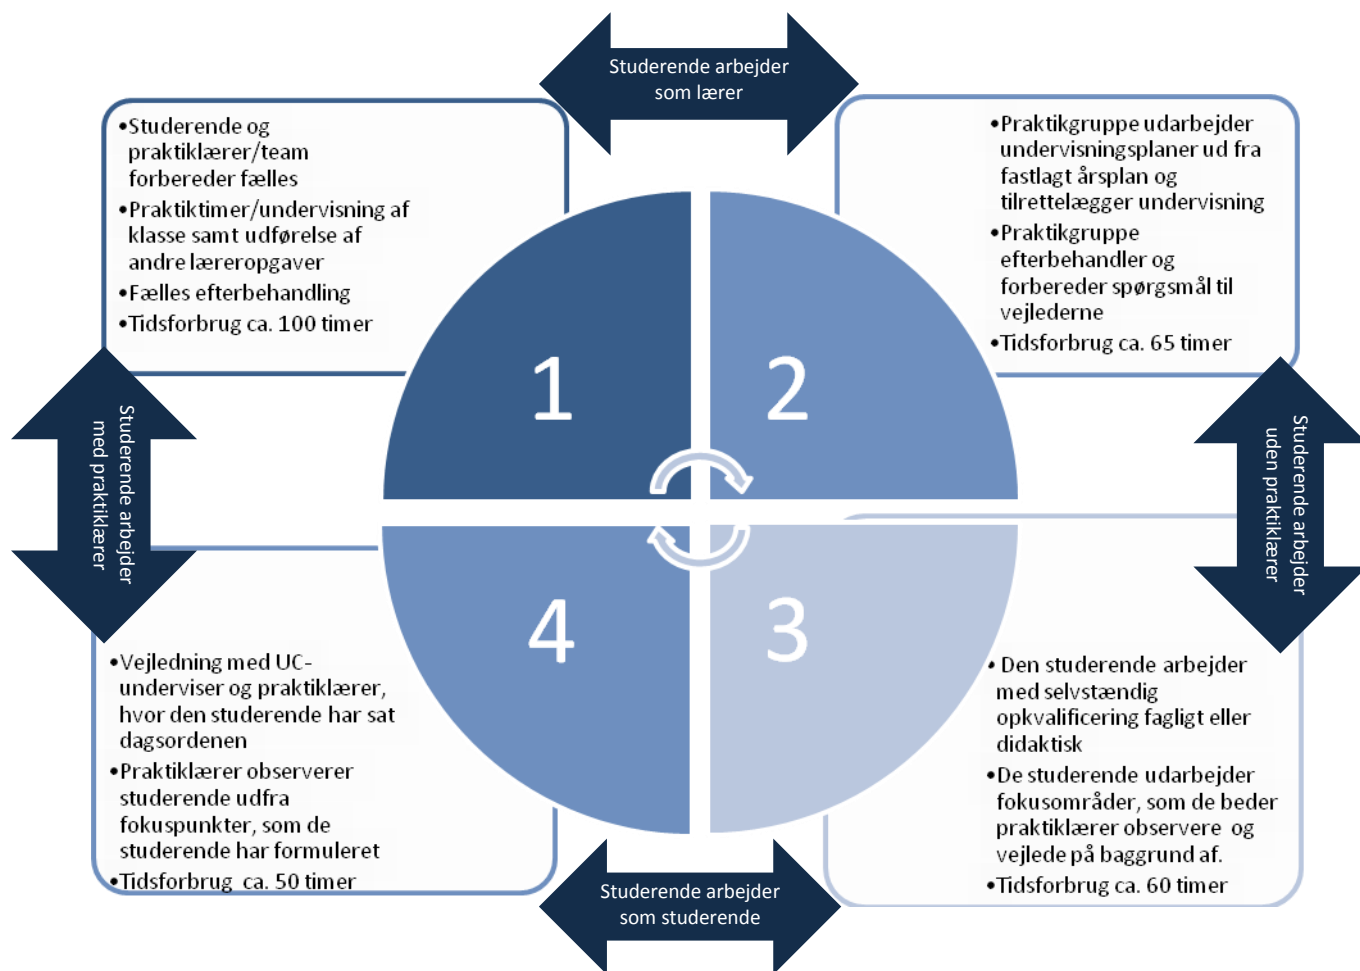 Studerende arbejder
som lærer
•Studerende og
praktiklærer/team
forbereder fælles
•Praktiktimer/undervisning af
klasse samt udførelse af
andre læreropgaver
•Fælles efterbehandling
•Tidsforbrug ca. 100 timer
•Praktikgruppe udarbejder
undervisningsplaner ud fra
fastlagt årsplan og
tilrettelægger undervisning
•Praktikgruppe
efterbehandler og
forbereder spørgsmål til
vejlederne
•Tidsforbrug ca. 65 timer
1
2
Studerende arbejder
med praktiklærer
Studerende arbejder
uden praktiklærer
4
3
•Vejledning med UC-
underviser og praktiklærer,
hvor den studerende har sat
dagsordenen
•Praktiklærer observerer
studerende udfra
fokuspunkter, som de
studerende har formuleret
•Tidsforbrug ca. 50 timer
• Den studerende arbejder
med selvstændig
opkvalificering fagligt eller
didaktisk
•De studerende udarbejder
fokusområder, som de beder
praktiklærer observere og
vejlede på baggrund af.
•Tidsforbrug ca. 60 timer
Studerende arbejder
som studerende